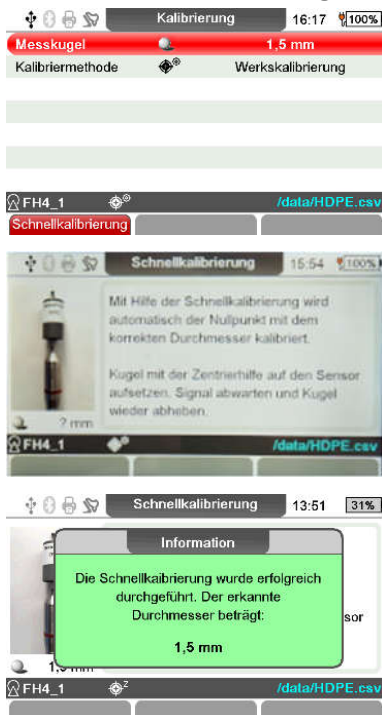 Kalibrierung 16:17 100%
Messkugel 1,5 mm
Kalibriermethode Werkskalibrierung
FH4_1 /data/HDPE.csv
Schnellkalibrierung
Schnellkalibrierung 15:54 100%
Mit Hilfe der Schnellkalibrierung wird
automatisch der Nullpunkt mit dem
korrekten Durchmesser kalibriert.
Kugel mit der Zentrierhilfe auf den Sensor
aufsetzen, Signal abwarten und Kugel
wieder abheben.
? mm
FH4_1 /data/HDPE.csv
Schnellkalibrierung 13:51 31%
Information
Die Schnellkaibrierung wurde erfolgreich
durchgeführt. Der erkannte
Durchmesser beträgt:
sor
1,5 mm
1,5 mm
FH4_1 Z /data/HDPE.csv